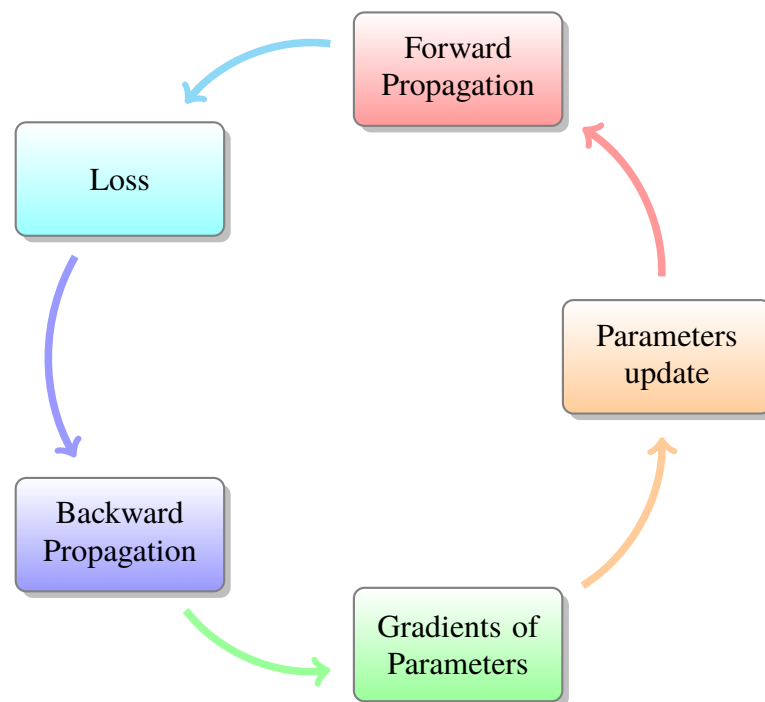 Forward
Propagation
Loss
Parameters
update
Backward
Propagation
Gradients of
Parameters